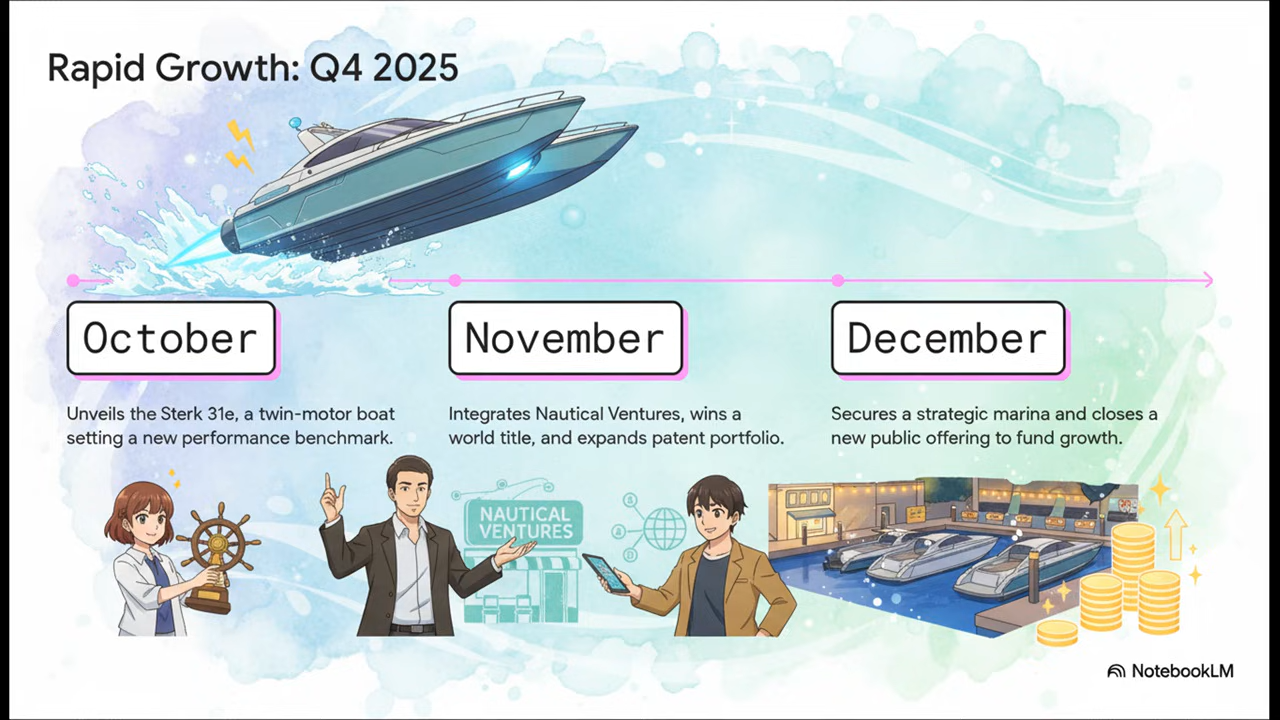 Rapid Growth: Q4 2025
October
November
December
Unveils the Sterk 31e, a twin-motor boat
setting a new performance benchmark.
Integrates Nautical Ventures, wins a
world title, and expands patent portfolio.
Secures a strategic marina and closes a
new public offering to fund growth.
NAUTICAL
VENTURES
NotebookLM